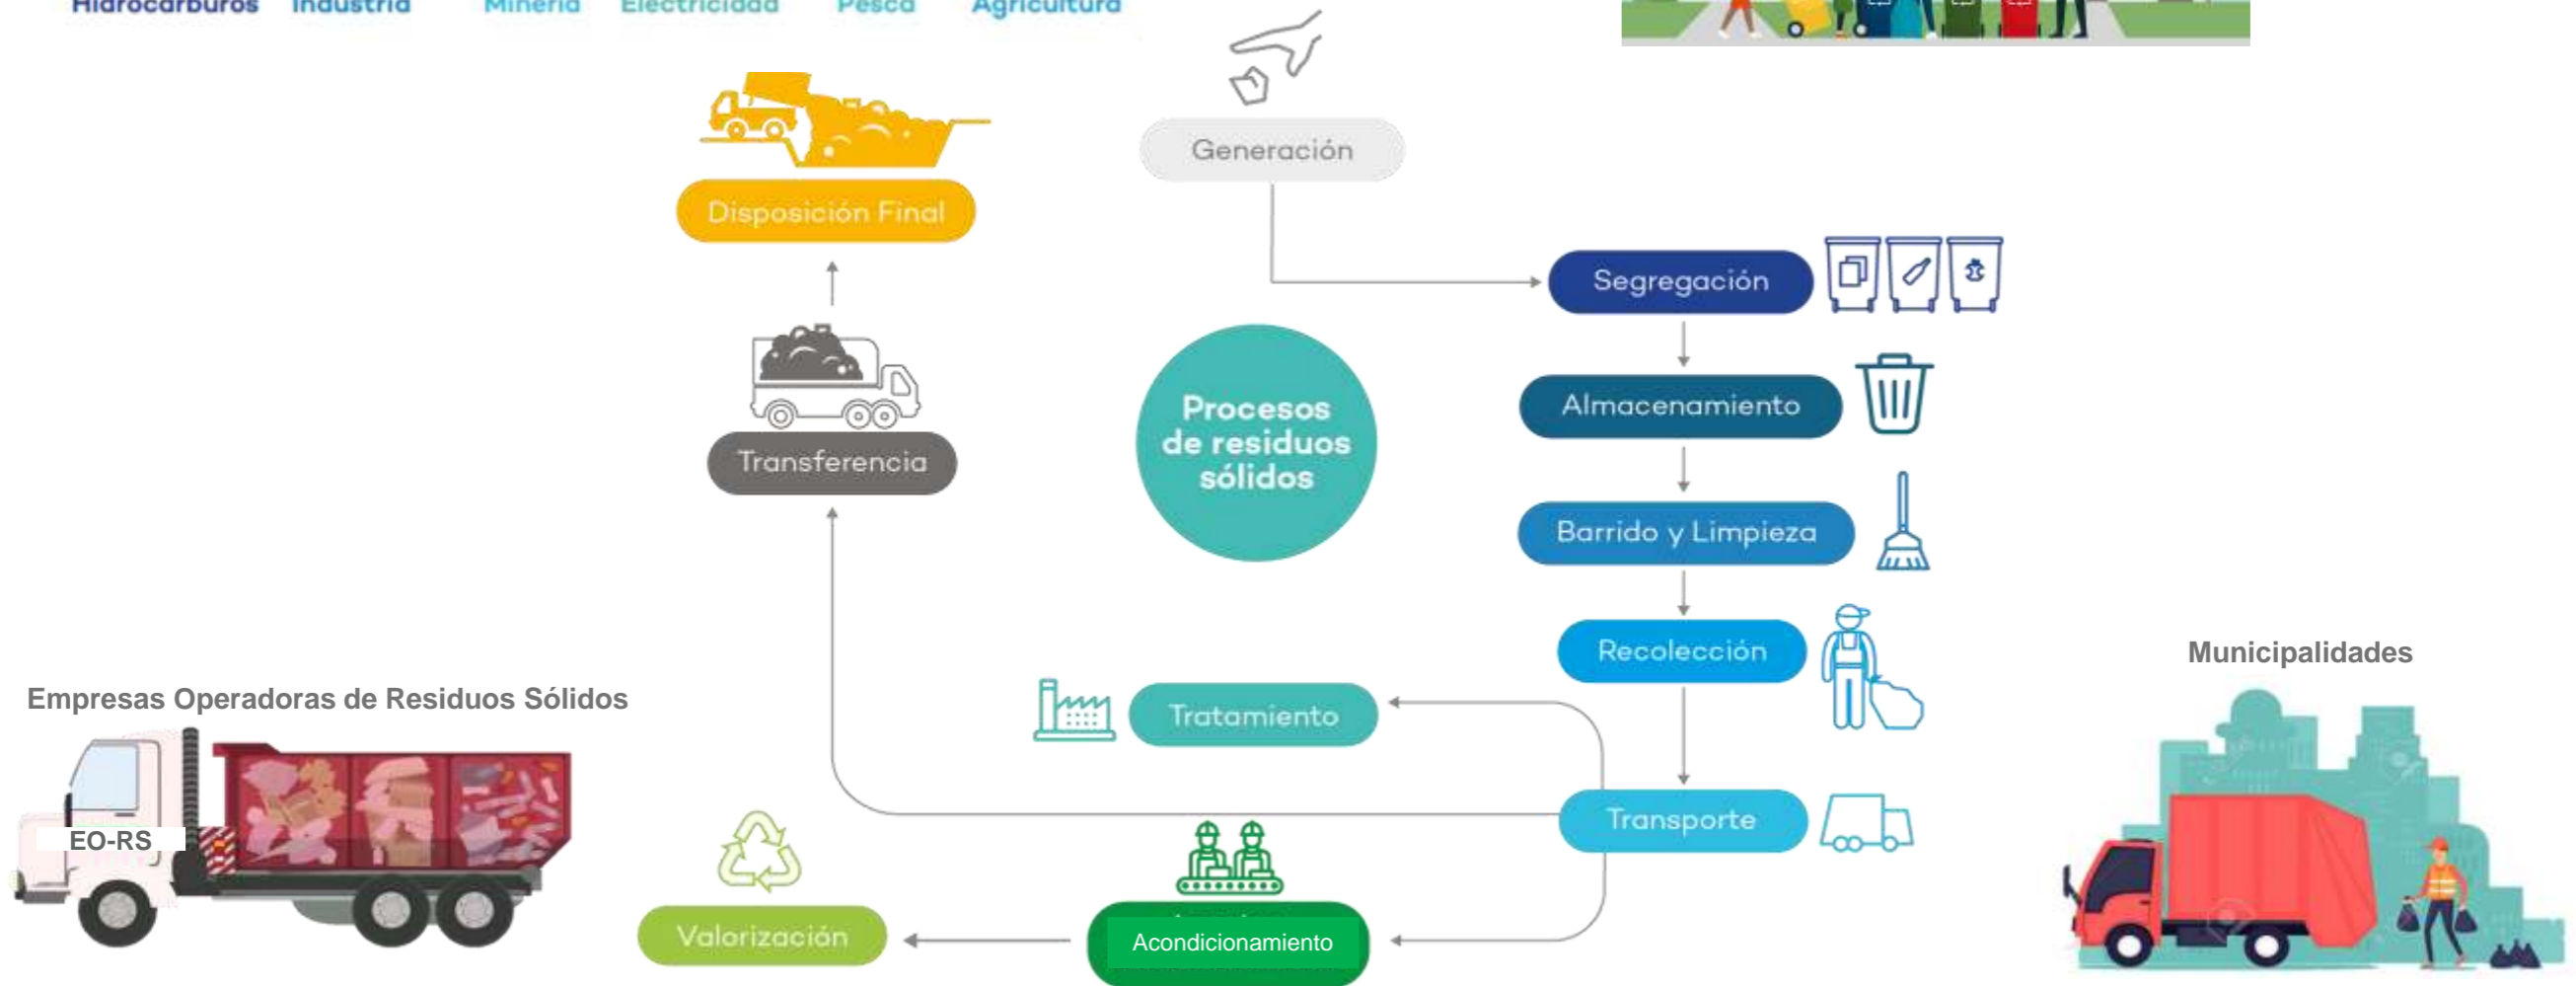 Hidrocarburos Industria Minería Electricidad Pesca Agricultura
Generación
Disposición Final
Segregación
Procesos
de residuos
sólidos
Almacenamiento
Transferencia
Barrido y Limpieza
Recolección
Municipalidades
Empresas Operadoras de Residuos Sólidos
Tratamiento
Transporte
EO-RS
Valorización
Acondicionamiento